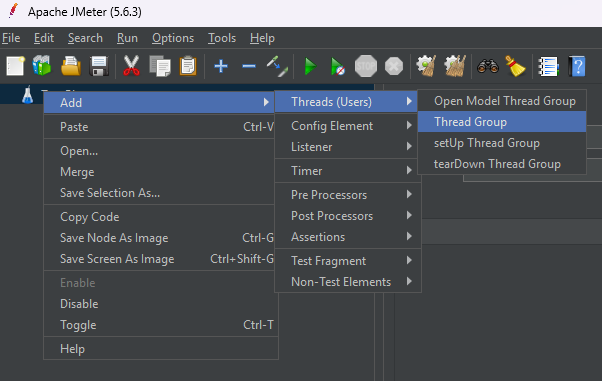 Apache JMeter (5.6.3)
File Edit Search Run Options Tools Help
Add
Paste Ctrl-V
Open...
Merge
Save Selection As...
Copy Code
Save Node As Image Ctrl-G
Save Screen As Image Ctrl+Shift-G
Enable
Disable
Toggle Ctrl-T
Help
Threads (Users)
Config Element
Listener
Timer
Pre Processors
Post Processors
Assertions
Test Fragment
Non-Test Elements
Open Model Thread Group
Thread Group
setUp Thread Group
tearDown Thread Group
STOP